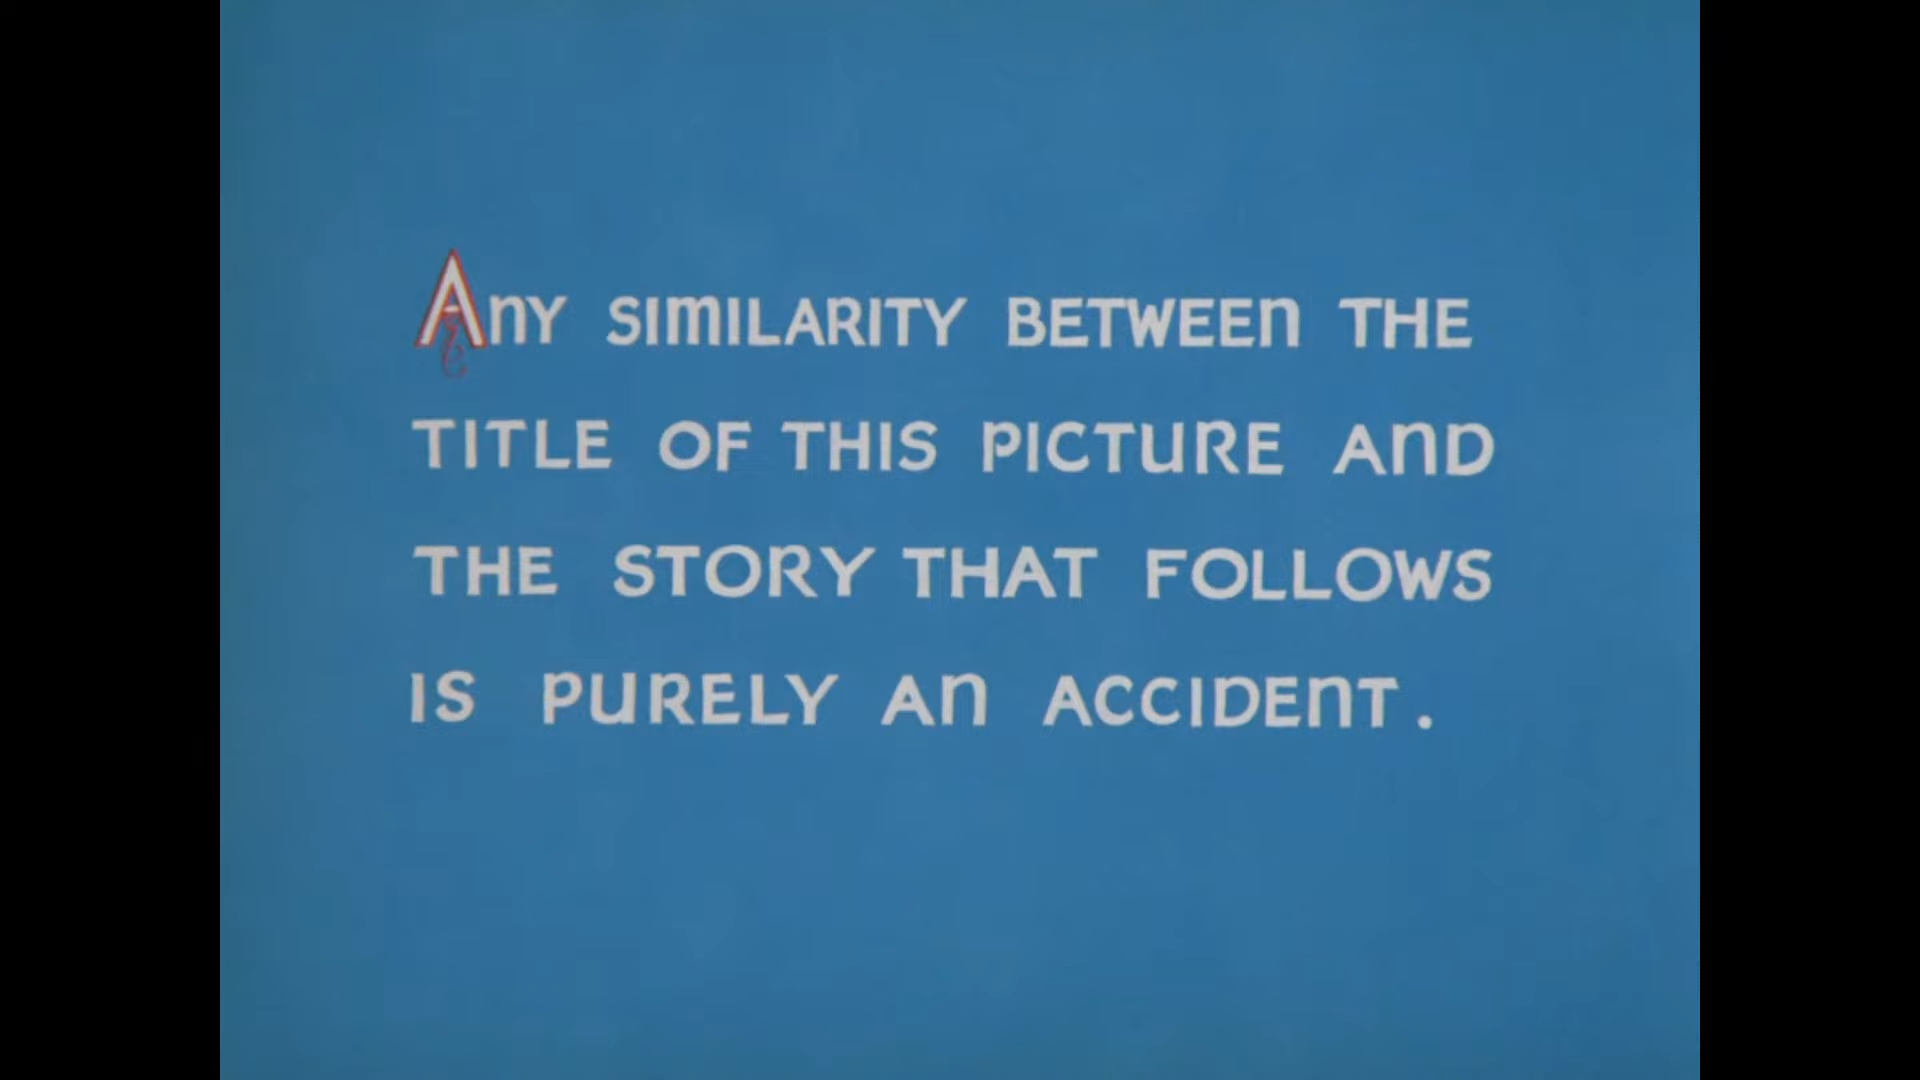 Any similarity between the
title of this picture and
the story that follows
is purely an accident.